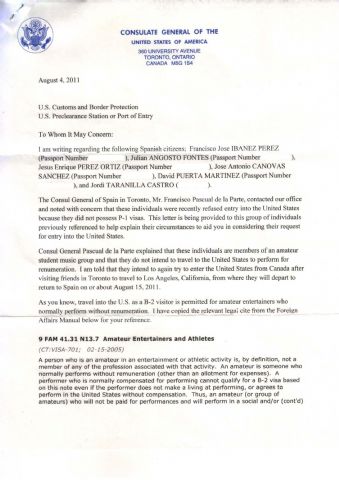 CONSULATE GENERAL OF THE
UNITED STATES OF AMERICA
360 UNIVERSITY AVENUE
TORONTO, ONTARIO
CANADA M5G 1S4
August 4, 2011
U.S. Customs and Border Protection
U.S. Preclearance Station or Port of Entry
To Whom It May Concern:
I am writing regarding the following Spanish citizens: Francisco Jose IBANEZ PEREZ
(Passport Number ), Julian ANGOSTO FONTES (Passport Number ),
Jesus Enrique PEREZ ORTIZ (Passport Number ), Jose Antonio CANOVAS
SANCHEZ (Passport Number ), David PUERTA MARTINEZ (Passport Number
), and Jordi TARANILLA CASTRO ( ).
The Consul General of Spain in Toronto, Mr. Francisco Pascual de la Parte, contacted our office
and noted with concern that these individuals were recently refused entry into the United States
because they did not possess P-1 visas. This letter is being provided to this group of individuals
previously referenced to help explain their circumstances to aid you in considering their request
for entry into the United States.
Consul General Pascual de la Parte explained that these individuals are members of an amateur
student music group and that they do not intend to travel to the United States to perform for
renumeration. I am told that they intend to again try to enter the United States from Canada after
visiting friends in Toronto to travel to Los Angeles, California, from where they will depart to
return to Spain on or about August 15, 2011.
As you know, travel into the U.S. as a B-2 visitor is permitted for amateur entertainers who
normally perform without renumeration. I have copied the relevant legal cite from the Foreign
Affairs Manual below for your reference.
9 FAM 41.31 N13.7 Amateur Entertainers and Athletes
(CT:VISA-701; 02-15-2005)
A person who is an amateur in an entertainment or athletic activity is, by definition, not a
member of any of the profession associated with that activity. An amateur is someone who
normally performs without remuneration (other than an allotment for expenses). A
performer who is normally compensated for performing cannot qualify for a B-2 visa based
on this note even if the performer does not make a living at performing, or agrees to
perform in the United States without compensation. Thus, an amateur (or group of
amateurs) who will not be paid for performances and will perform in a social and/or (cont'd)